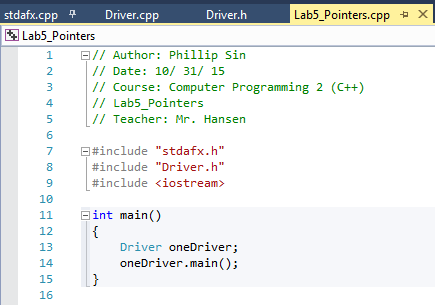 stdafx.cpp Driver.cpp Driver.h Lab5_Pointers.cpp
Lab5_Pointers
1 // Author: Phillip Sin
2 // Date: 10/ 31/ 15
3 // Course: Computer Programming 2 (C++)
4 // Lab5_Pointers
5 // Teacher: Mr. Hansen
6
7 #include "stdafx.h"
8 #include "Driver.h"
9 #include <iostream>
10
11 int main()
12 {
13 Driver oneDriver;
14 oneDriver.main();
15 }
16